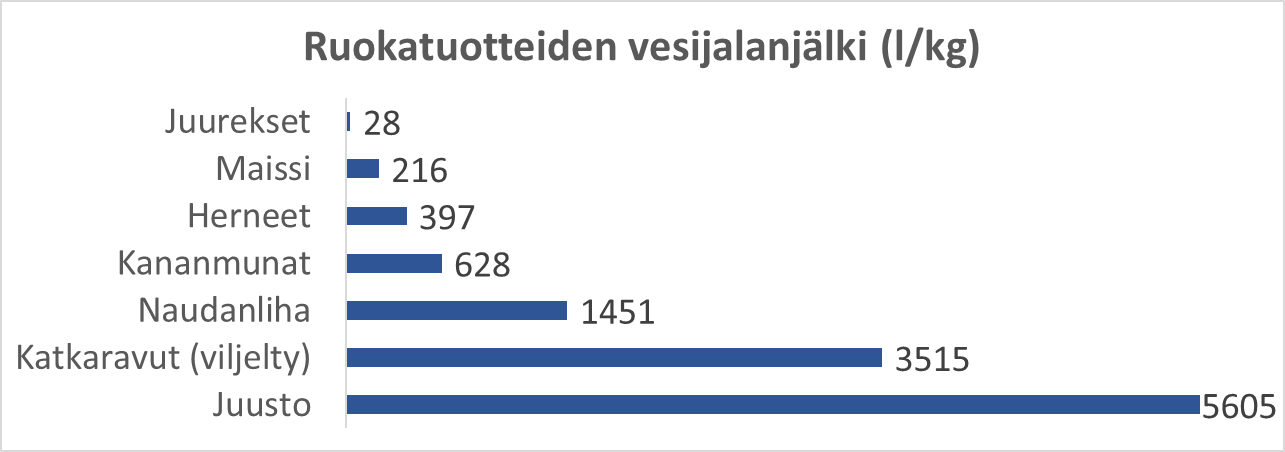 Ruokatuotteiden vesijalanjälki (l/kg)
Juurekset 28
Maissi 216
Herneet 397
Kananmunat 628
Naudanliha 1451
Katkaravut (viljelty) 3515
Juusto 5605